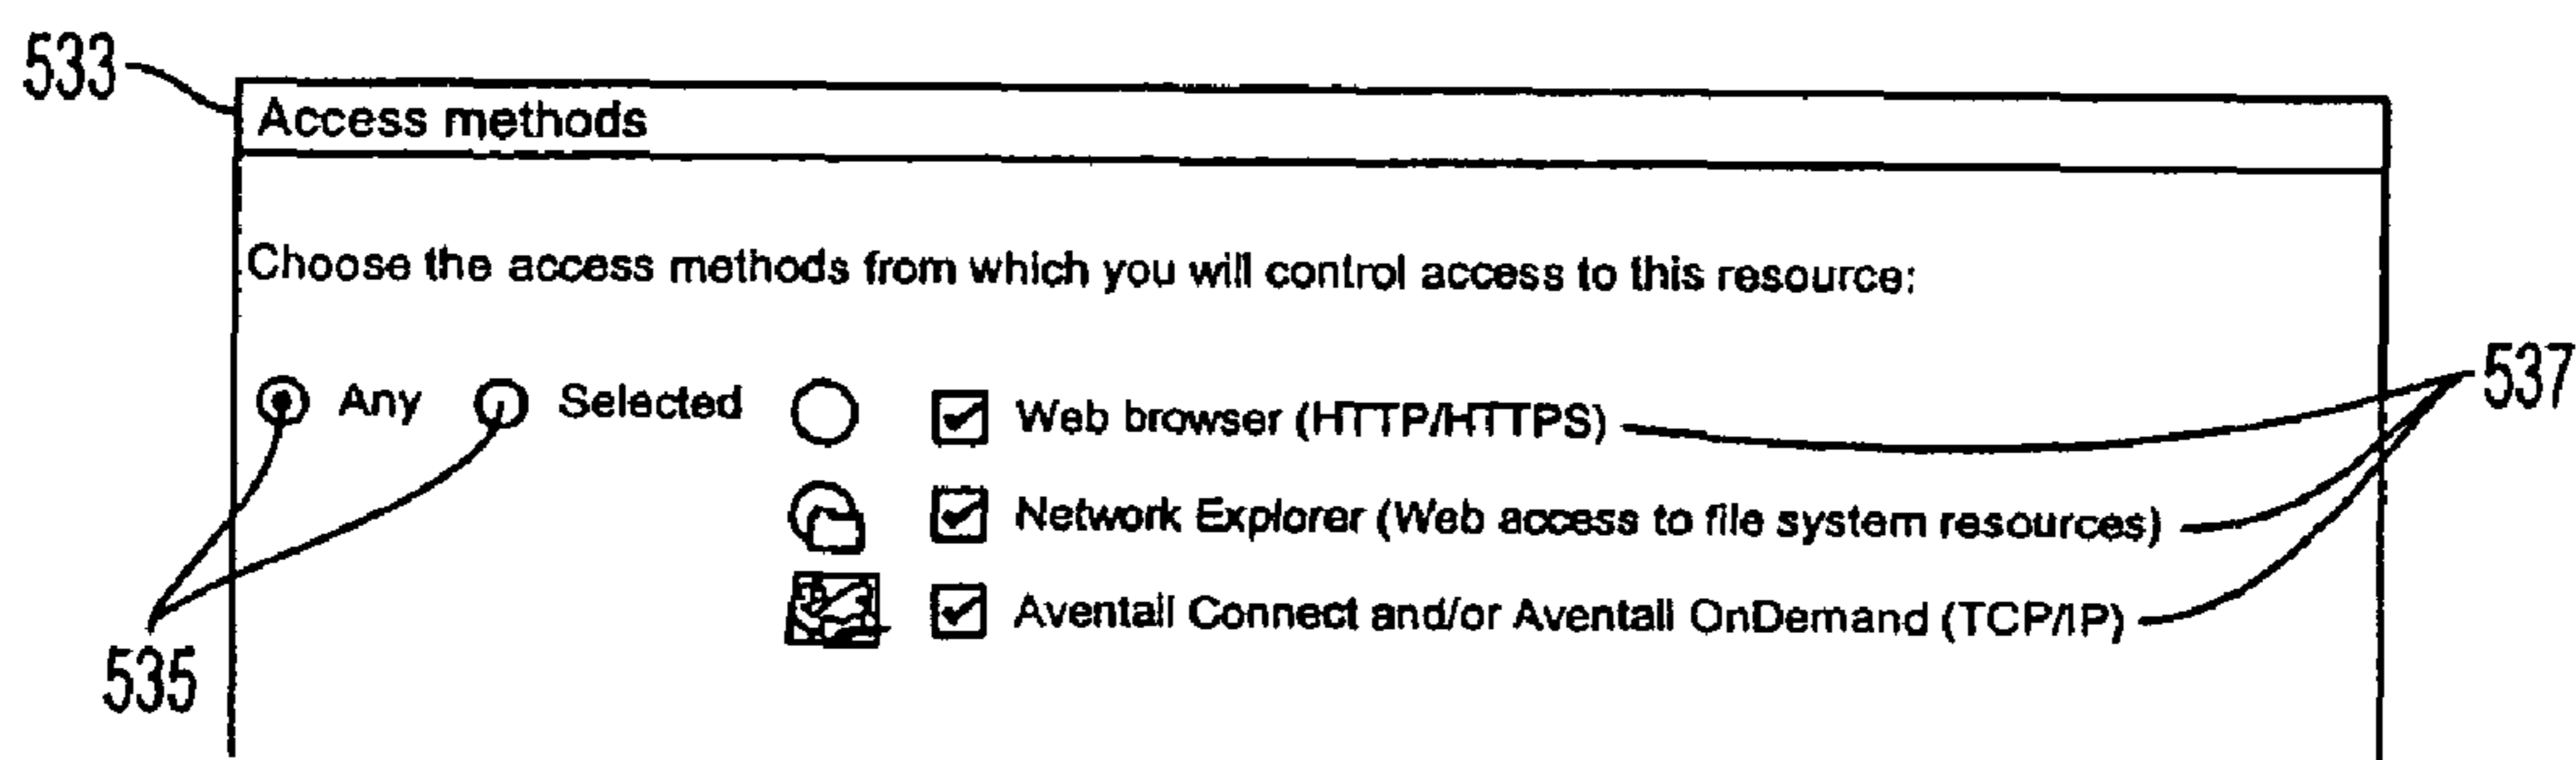 533
Access methods
Choose the access methods from which you will control access to this resource:
Any Selected Web browser (HTTP/HTTPS)
537
Network Explorer (Web access to file system resources)
Aventail Connect and/or Aventail OnDemand (TCP/IP)
535